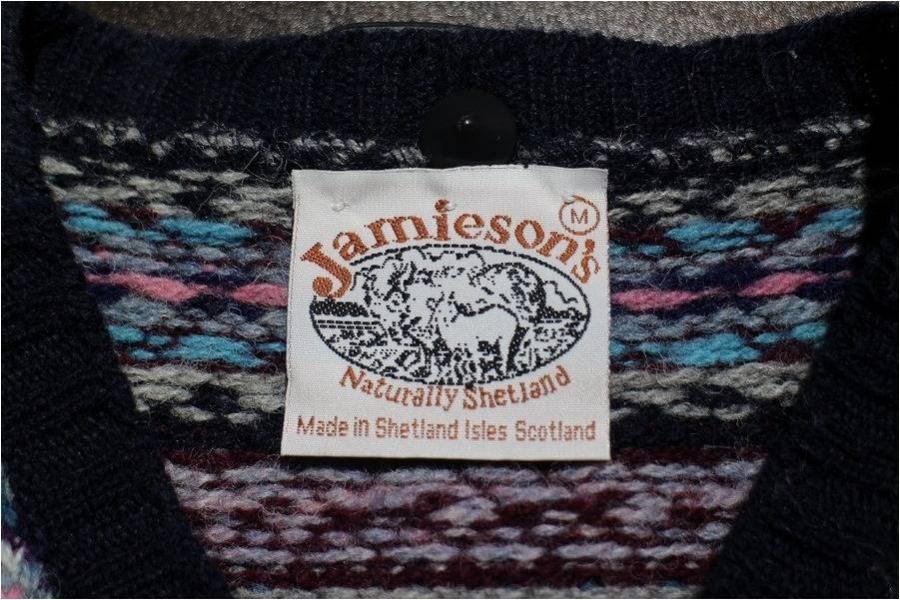 Jamieson's
M
Naturally Shetland
Made in Shetland Isles Scotland